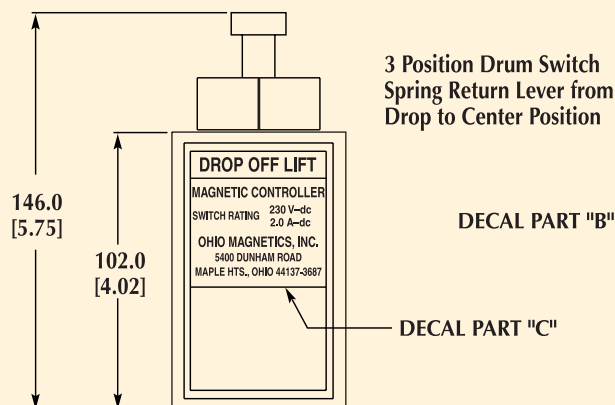 3 Position Drum Switch
Spring Return Lever from
Drop to Center Position
DROP OFF LIFT
MAGNETIC CONTROLLER
SWITCH RATING 230 V–dc
2.0 A–dc
OHIO MAGNETICS, INC.
5400 DUNHAM ROAD
MAPLE HTS., OHIO 44137-3687
146.0
[5.75]
102.0
[4.02]
DECAL PART "B"
DECAL PART "C"